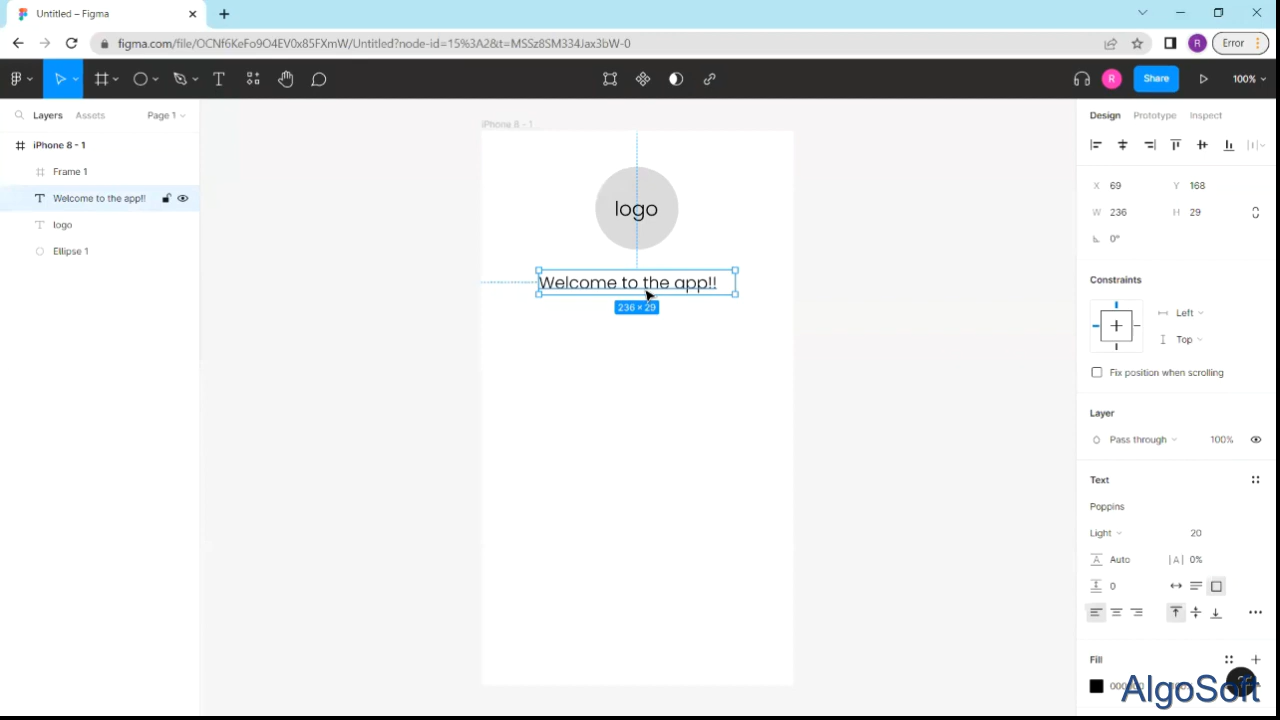 Untitled – Figma
figma.com/file/OCNf6KeFo9O4EV0x85FXmW/Untitled?node-id=15%3A2&t=MSSz8SM334Jax3bW-0
R
Error
R
Share
100%
Layers
Assets
Page 1
iPhone 8 - 1
Frame 1
Welcome to the app!!
logo
Ellipse 1
iPhone 8 - 1
logo
Welcome to the app!!
236 × 29
Design
Prototype
Inspect
X 69
Y 168
W 236
H 29
0°
Constraints
Left
Top
Fix position when scrolling
Layer
Pass through
100%
Text
Poppins
Light
20
Auto
|A| 0%
0
Fill
AlgoSoft